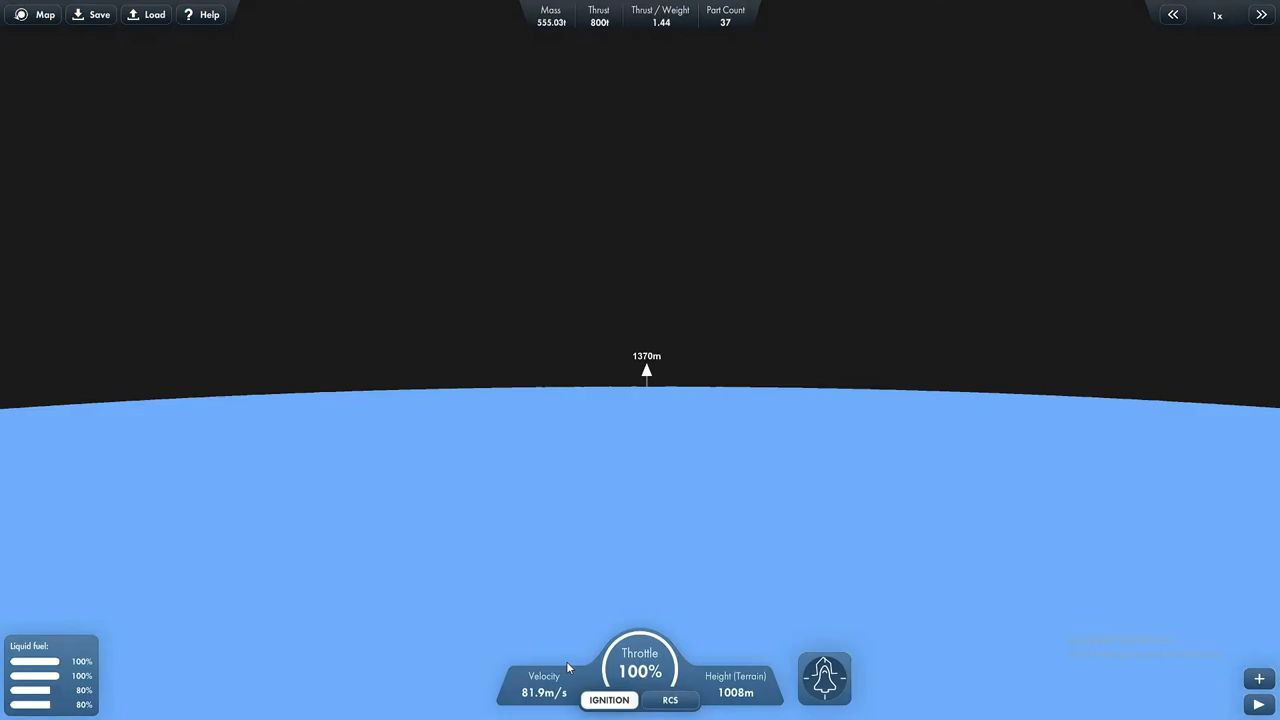 Map
Save
Load
Help
Mass
555.03t
Thrust
800t
Thrust / Weight
1.44
Part Count
37
1x
1370m
Liquid fuel:
100%
100%
80%
80%
Throttle
100%
Velocity
81.9m/s
IGNITION
RCS
Height (Terrain)
1008m